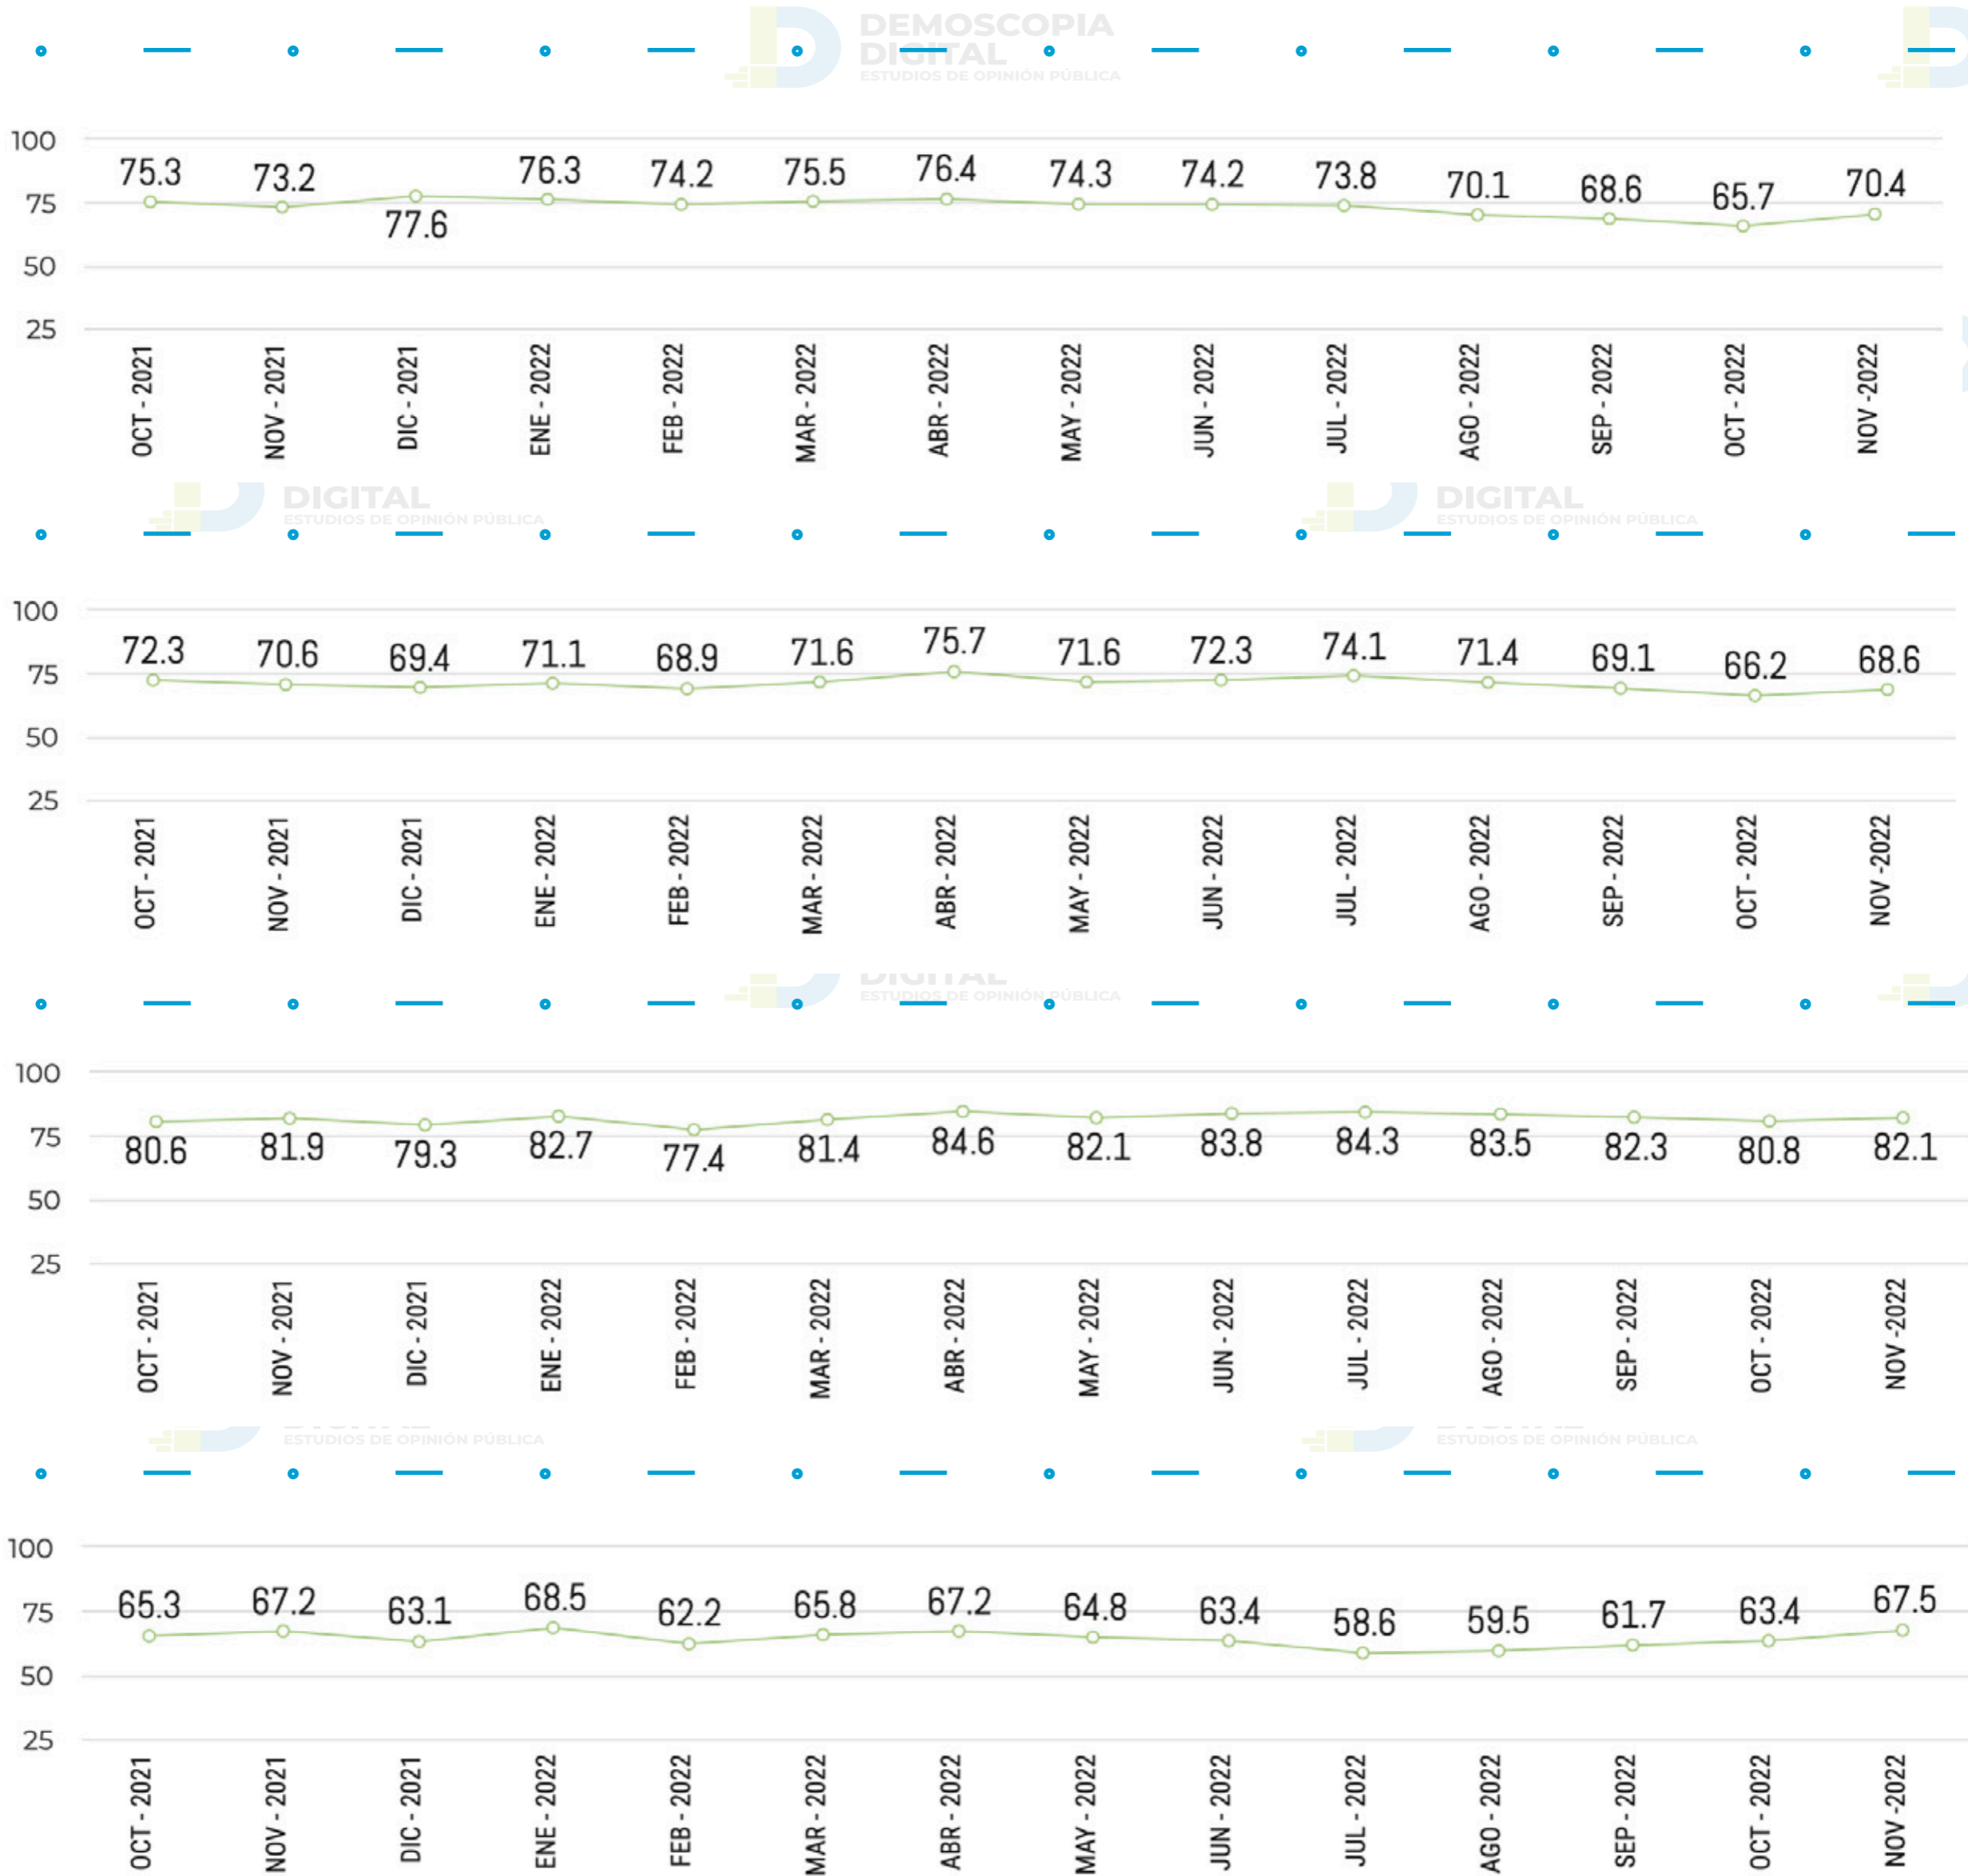 DEMOSCOPIA
DIGITAL
ESTUDIOS DE OPINIÓN PÚBLICA
100
75.3 73.2 76.3 74.2 75.5 76.4 74.3 74.2 73.8 70.1 68.6 65.7 70.4
75
77.6
50
25
OCT - 2021 NOV - 2021 DIC - 2021 ENE - 2022 FEB - 2022 MAR - 2022 ABR - 2022 MAY - 2022 JUN - 2022 JUL - 2022 AGO - 2022 SEP - 2022 OCT - 2022 NOV -2022
DIGITAL DIGITAL
ESTUDIOS DE OPINIÓN PÚBLICA ESTUDIOS DE OPINIÓN PÚBLICA
100
72.3 70.6 69.4 71.1 68.9 71.6 75.7 71.6 72.3 74.1 71.4 69.1 66.2 68.6
75
50
25
OCT - 2021 NOV - 2021 DIC - 2021 ENE - 2022 FEB - 2022 MAR - 2022 ABR - 2022 MAY - 2022 JUN - 2022 JUL - 2022 AGO - 2022 SEP - 2022 OCT - 2022 NOV -2022
DIGITAL
ESTUDIOS DE OPINIÓN PÚBLICA
100
75
80.6 81.9 79.3 82.7 77.4 81.4 84.6 82.1 83.8 84.3 83.5 82.3 80.8 82.1
50
25
OCT - 2021 NOV - 2021 DIC - 2021 ENE - 2022 FEB - 2022 MAR - 2022 ABR - 2022 MAY - 2022 JUN - 2022 JUL - 2022 AGO - 2022 SEP - 2022 OCT - 2022 NOV -2022
ESTUDIOS DE OPINIÓN PÚBLICA ESTUDIOS DE OPINIÓN PÚBLICA
100
65.3 67.2 63.1 68.5 62.2 65.8 67.2 64.8 63.4 58.6 59.5 61.7 63.4 67.5
75
50
25
OCT - 2021 NOV - 2021 DIC - 2021 ENE - 2022 FEB - 2022 MAR - 2022 ABR - 2022 MAY - 2022 JUN - 2022 JUL - 2022 AGO - 2022 SEP - 2022 OCT - 2022 NOV -2022